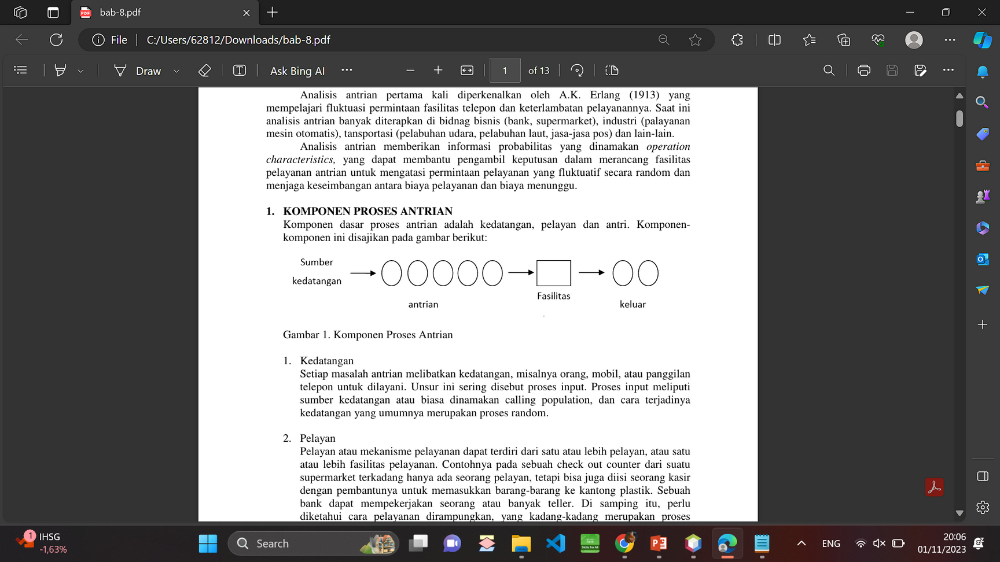 bab-8.pdf
File
C:/Users/62812/Downloads/bab-8.pdf
Draw
Ask Bing AI
1
of 13
Analisis antrian pertama kali diperkenalkan oleh A.K. Erlang (1913) yang
mempelajari fluktuasi permintaan fasilitas telepon dan keterlambatan pelayanannya. Saat ini
analisis antrian banyak diterapkan di bidnag bisnis (bank, supermarket), industri (palayanan
mesin otomatis), tansportasi (pelabuhan udara, pelabuhan laut, jasa-jasa pos) dan lain-lain.
Analisis antrian memberikan informasi probabilitas yang dinamakan operation
characteristics, yang dapat membantu pengambil keputusan dalam merancang fasilitas
pelayanan antrian untuk mengatasi permintaan pelayanan yang fluktuatif secara random dan
menjaga keseimbangan antara biaya pelayanan dan biaya menunggu.
1. KOMPONEN PROSES ANTRIAN
Komponen dasar proses antrian adalah kedatangan, pelayan dan antri. Komponen-
komponen ini disajikan pada gambar berikut:
Sumber
kedatangan
antrian
Fasilitas
keluar
Gambar 1. Komponen Proses Antrian
1. Kedatangan
Setiap masalah antrian melibatkan kedatangan, misalnya orang, mobil, atau panggilan
telepon untuk dilayani. Unsur ini sering disebut proses input. Proses input meliputi
sumber kedatangan atau biasa dinamakan calling population, dan cara terjadinya
kedatangan yang umumnya merupakan proses random.
2. Pelayan
Pelayan atau mekanisme pelayanan dapat terdiri dari satu atau lebih pelayan, atau satu
atau lebih fasilitas pelayanan. Contohnya pada sebuah check out counter dari suatu
supermarket terkadang hanya ada seorang pelayan, tetapi bisa juga diisi seorang kasir
dengan pembantunya untuk memasukkan barang-barang ke kantong plastik. Sebuah
bank dapat mempekerjakan seorang atau banyak teller. Di samping itu, perlu
diketahui cara pelayanan dirampungkan, yang kadang-kadang merupakan proses
1
IHSG
-1,63%
Search
ENG
20:06
01/11/2023